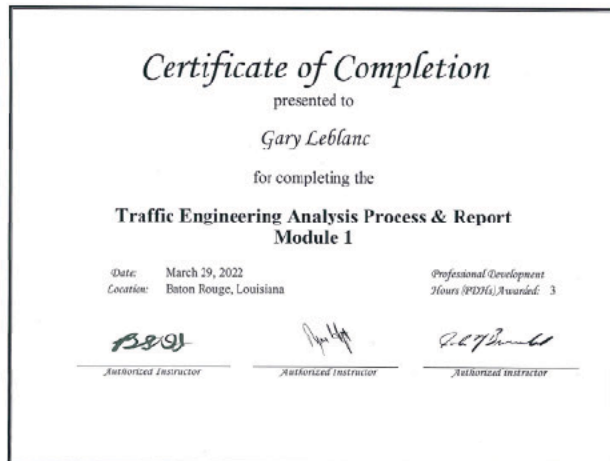 Certificate of Completion
presented to
Gary Leblanc
for completing the
Traffic Engineering Analysis Process & Report
Module 1
Date: March 29, 2022
Location: Baton Rouge, Louisiana
Professional Development
Hours (PDHs) Awarded: 3
Authorized Instructor
Authorized Instructor
Authorized instructor